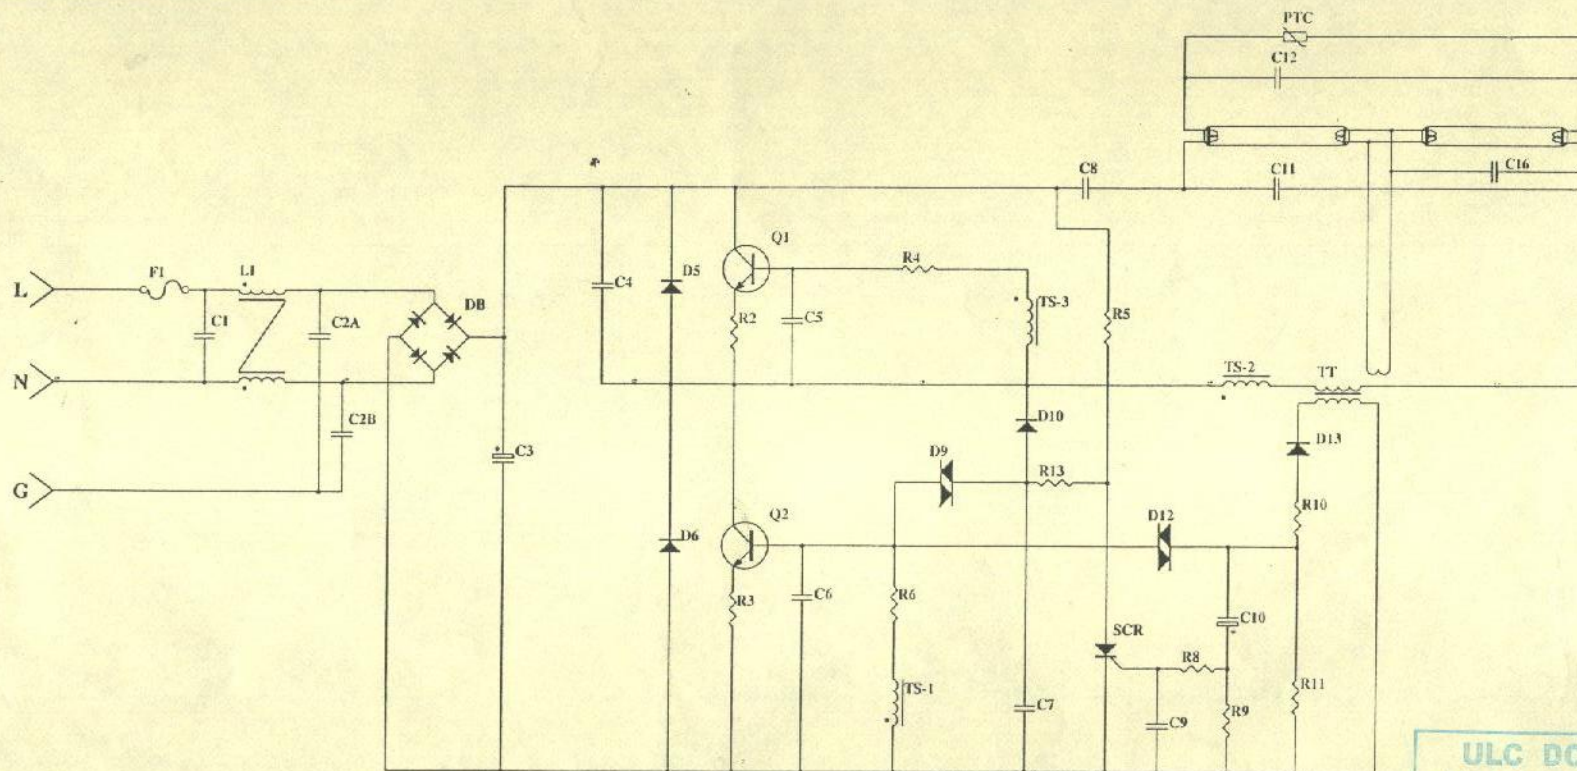 PTC
C12
C16
C8
C11
Q1
R4
F1
L1
L
D5
C4
DB
TS-3
C1
C2A
R2
C5
R5
TS-2
TT
N
C2B
D10
D13
C3
D9
R13
G
R10
Q2
D12
D6
R3
C6
R6
C10
SCR
R8
TS-1
R11
C7
C9
R9
ULC DO